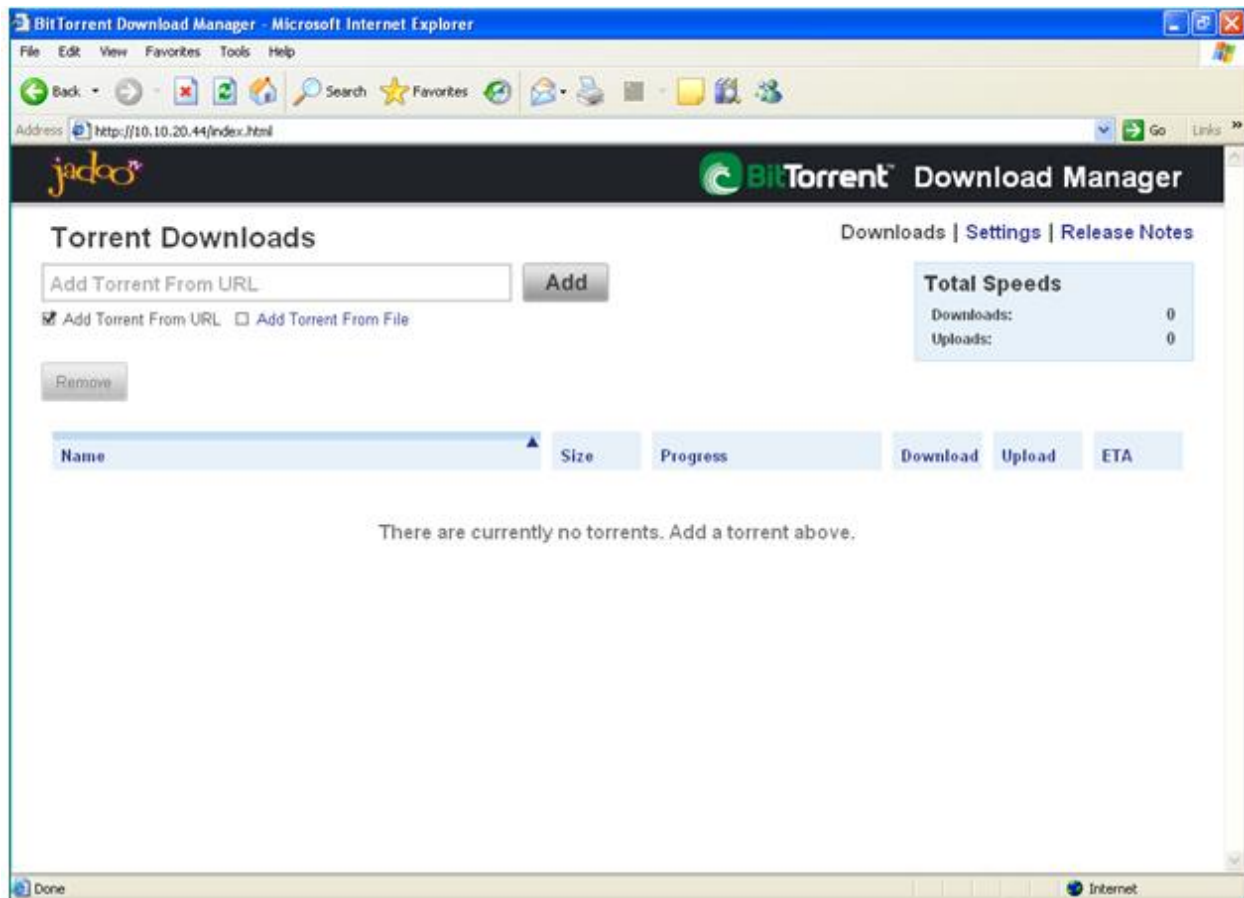 BitTorrent Download Manager - Microsoft Internet Explorer
File Edit View Favorites Tools Help
Back Search Favorites
Address http://10.10.20.44/index.html Go Links »
jadoo tv BitTorrent™ Download Manager
Torrent Downloads Downloads | Settings | Release Notes
Add Torrent From URL Add Total Speeds
Add Torrent From URL Add Torrent From File Downloads: 0
Uploads: 0
Remove
Name Size Progress Download Upload ETA
There are currently no torrents. Add a torrent above.
Done Internet